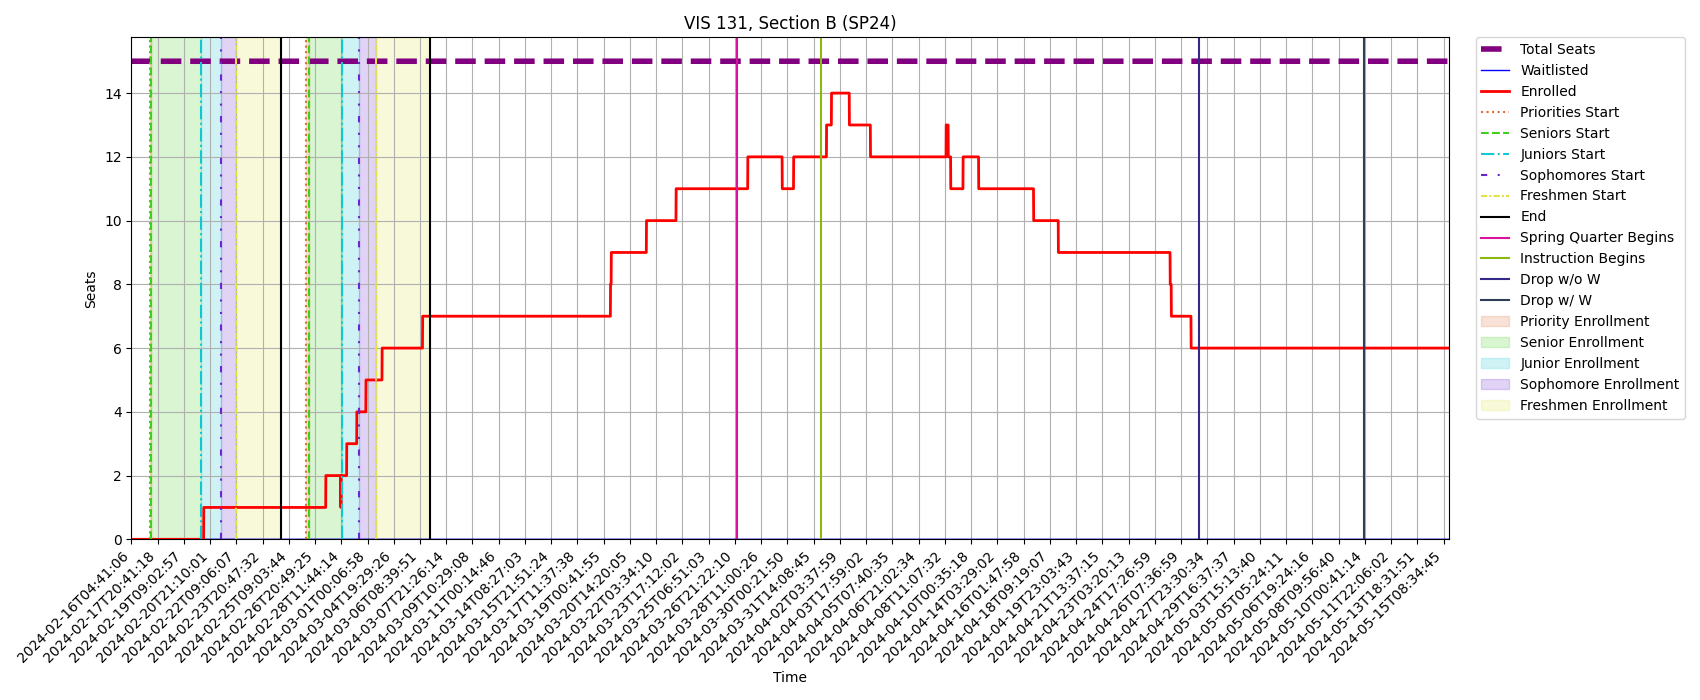 VIS 131, Section B (SP24)
Total Seats
Waitlisted
Enrolled
Priorities Start
Seniors Start
Juniors Start
Sophomores Start
Freshmen Start
End
Spring Quarter Begins
Instruction Begins
Drop w/o W
Drop w/ W
Priority Enrollment
Senior Enrollment
Junior Enrollment
Sophomore Enrollment
Freshmen Enrollment
Seats
14
12
10
8
6
4
2
0
2024-02-16T04:41:06
2024-02-17T20:41:18
2024-02-19T09:02:57
2024-02-20T21:10:01
2024-02-22T09:06:07
2024-02-23T20:47:32
2024-02-25T09:03:44
2024-02-26T20:49:25
2024-02-28T11:44:14
2024-03-01T00:06:58
2024-03-04T19:29:26
2024-03-06T08:39:51
2024-03-07T21:26:14
2024-03-09T10:29:08
2024-03-11T00:14:46
2024-03-14T08:27:03
2024-03-15T21:51:24
2024-03-17T11:37:38
2024-03-19T00:41:55
2024-03-20T14:20:05
2024-03-22T03:34:10
2024-03-23T17:12:02
2024-03-25T06:51:03
2024-03-26T21:22:10
2024-03-28T11:00:26
2024-03-30T00:21:50
2024-03-31T14:08:45
2024-04-02T03:37:59
2024-04-03T17:59:02
2024-04-05T07:40:35
2024-04-06T21:02:34
2024-04-08T11:07:32
2024-04-10T00:35:18
2024-04-14T03:29:02
2024-04-16T01:47:58
2024-04-18T09:19:07
2024-04-19T23:03:43
2024-04-21T13:37:15
2024-04-23T03:20:13
2024-04-24T17:26:59
2024-04-26T07:36:59
2024-04-27T23:30:34
2024-04-29T16:37:37
2024-05-03T15:13:40
2024-05-05T05:24:11
2024-05-06T19:24:16
2024-05-08T09:56:40
2024-05-10T00:41:14
2024-05-11T22:06:02
2024-05-13T18:31:51
2024-05-15T08:34:45
Time